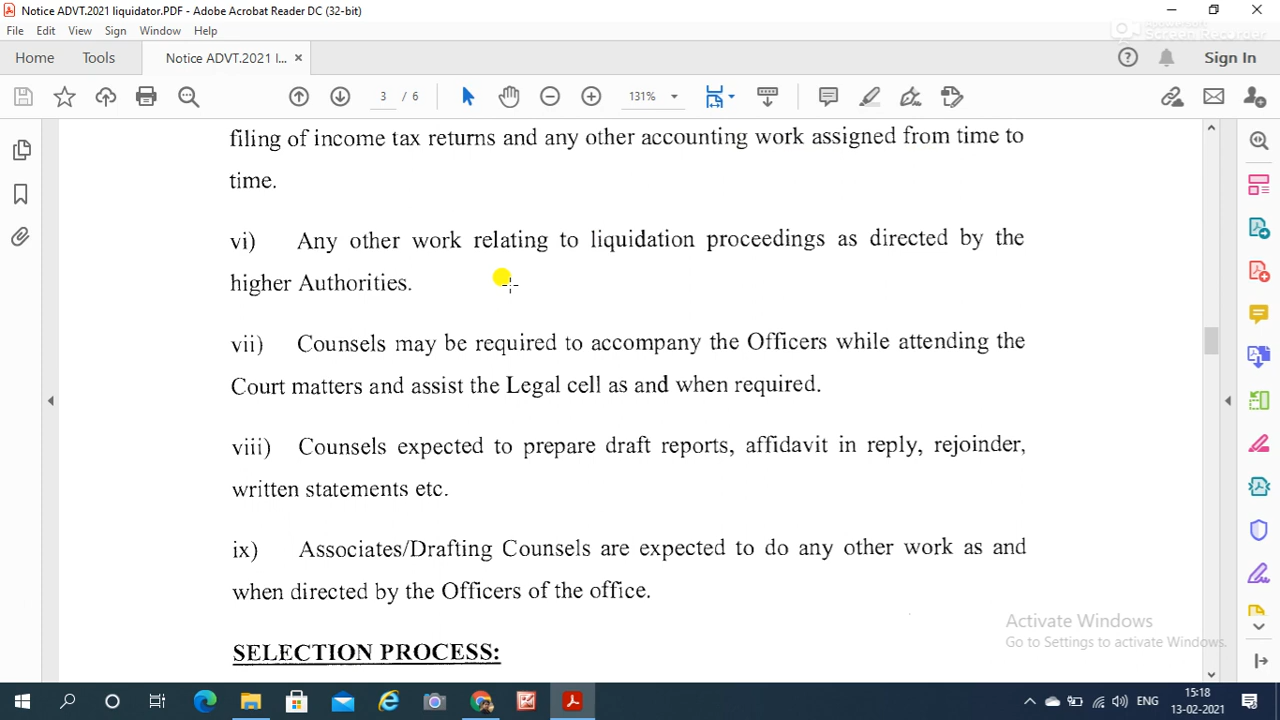 Notice ADVT.2021 liquidator.PDF - Adobe Acrobat Reader DC (32-bit)
File Edit View Sign Window Help
Screen Recorder
Home Tools Notice ADVT.2021 l... × Sign In
3 / 6 131%
filing of income tax returns and any other accounting work assigned from time to
time.
vi) Any other work relating to liquidation proceedings as directed by the
higher Authorities.
vii) Counsels may be required to accompany the Officers while attending the
Court matters and assist the Legal cell as and when required.
viii) Counsels expected to prepare draft reports, affidavit in reply, rejoinder,
written statements etc.
ix) Associates/Drafting Counsels are expected to do any other work as and
when directed by the Officers of the office.
SELECTION PROCESS:
Activate Windows
Go to Settings to activate Windows.
ENG
15:18
13-02-2021